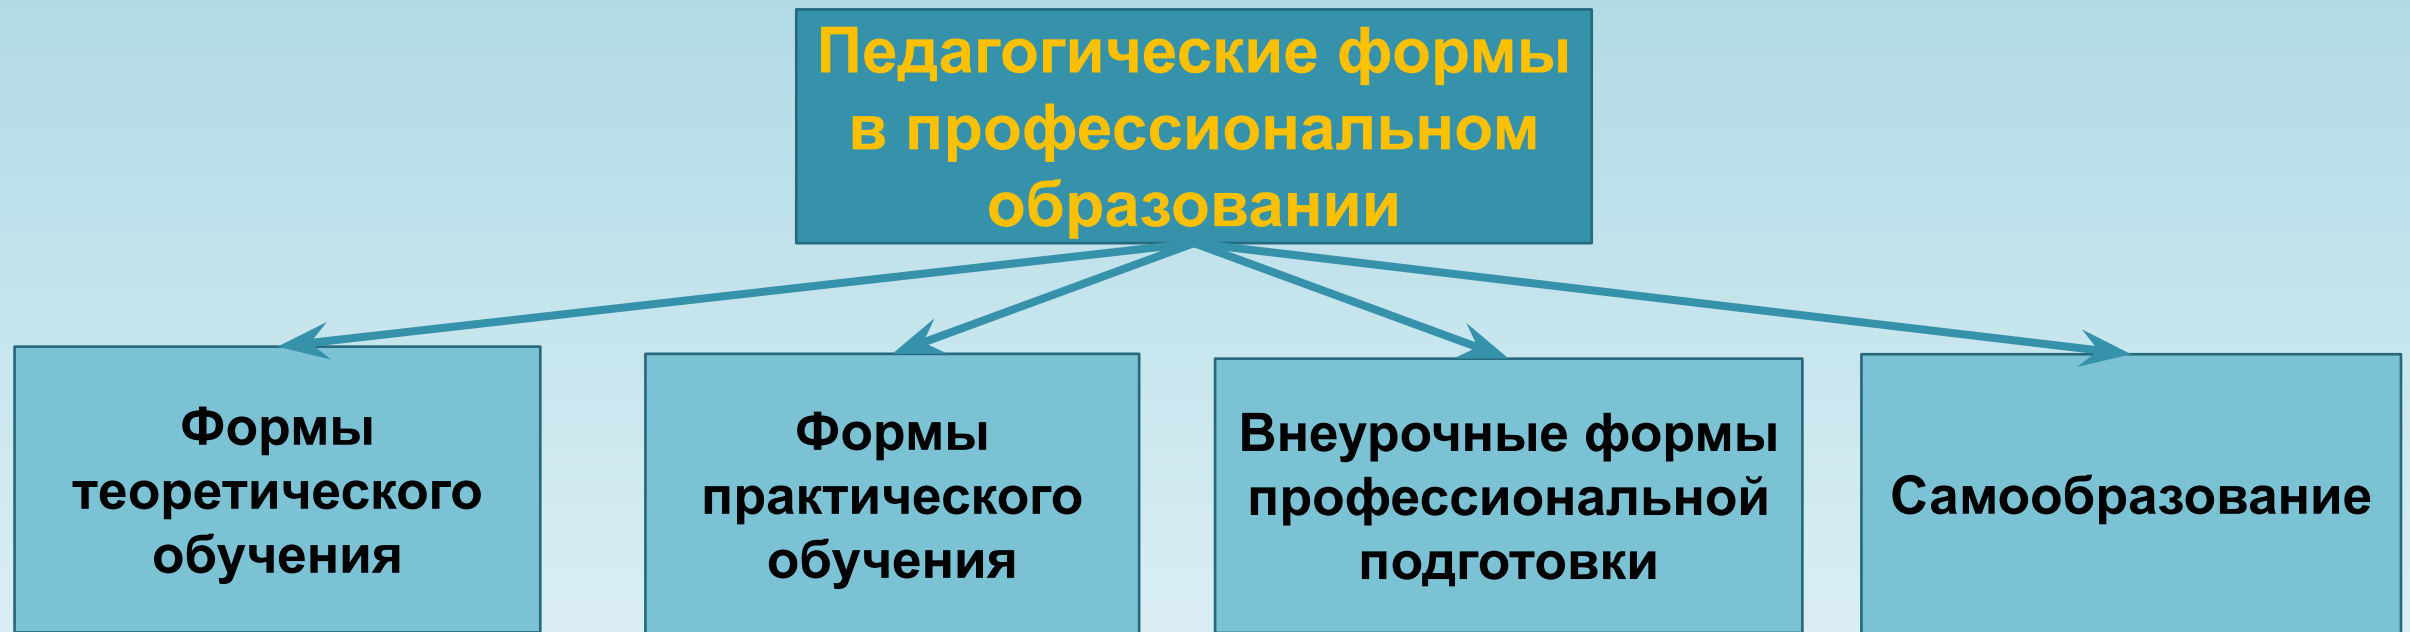 Педагогические формы
в профессиональном
образовании
Формы
теоретического
обучения
Формы
практического
обучения
Внеурочные формы
профессиональной
подготовки
Самообразование